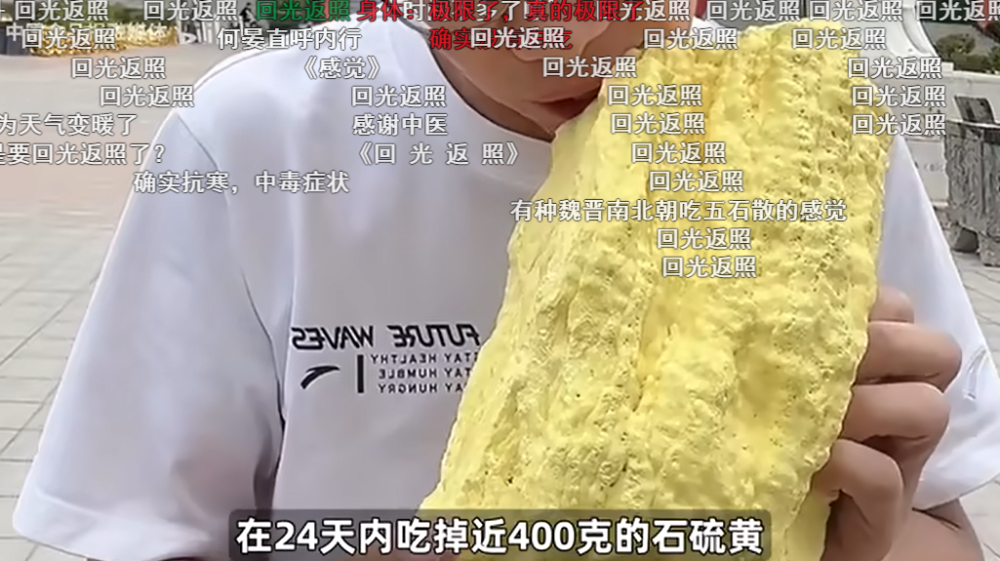 回光返照 回光返照 回光返照 身体：极限了，真的极限了 回光返照 回光返照 回光返照
回光返照 何晏直呼内行 回光返照 回光返照 回光返照
回光返照 《感觉》 回光返照 回光返照
回光返照 回光返照 回光返照 回光返照
为天气变暖了 感谢中医 回光返照 回光返照
是要回光返照了？ 《回 光 返 照》 回光返照
确实抗寒，中毒症状 回光返照
有种魏晋南北朝吃五石散的感觉
回光返照
回光返照
FUTURE WAVES
STAY HEALTHY
STAY HUMBLE
STAY HUNGRY
在24天内吃掉近400克的石硫黄